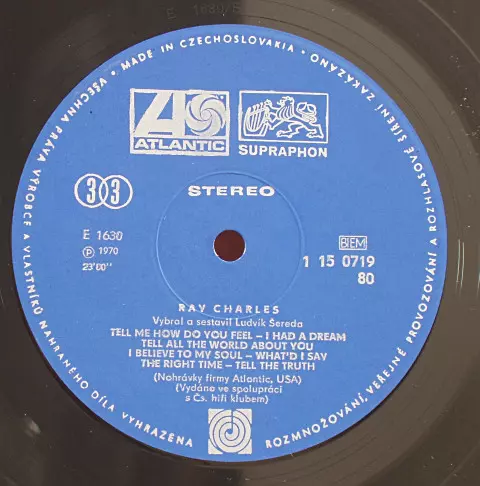 E 1630/S
• MADE IN CZECHOSLOVAKIA • VŠECHNA PRÁVA VÝROBCE A VLASTNÍKŮ NAHRANÉHO DÍLA VYHRAZENA
ROZMNOŽOVÁNÍ, VEŘEJNÉ PROVOZOVÁNÍ A ROZHLASOVÉ ŠÍŘENÍ ZAKÁZÁNO
ATLANTIC
SUPRAPHON
33
STEREO
E 1630
Ⓟ 1970
23'00"
BIEM
1 15 0719
80
RAY CHARLES
Vybral a sestavil Ludvík Šereda
TELL ME HOW DO YOU FEEL – I HAD A DREAM
TELL ALL THE WORLD ABOUT YOU
I BELIEVE TO MY SOUL – WHAT'D I SAY
THE RIGHT TIME – TELL THE TRUTH
(Nahrávky firmy Atlantic, USA)
(Vydáno ve spolupráci
s Čs. hifi klubem)